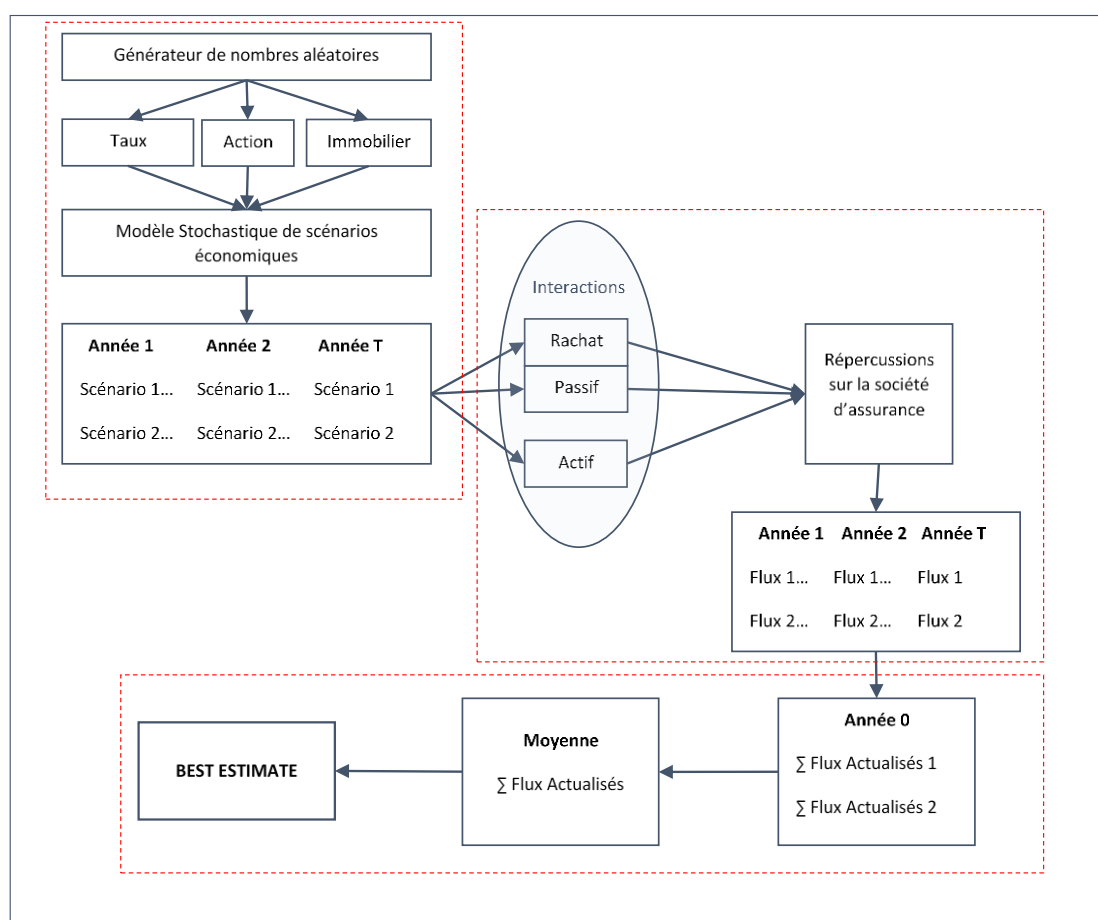 Générateur de nombres aléatoires
Taux
Action
Immobilier
Modèle Stochastique de scénarios
économiques
Année 1 Année 2 Année T
Scénario 1... Scénario 1... Scénario 1
Scénario 2... Scénario 2... Scénario 2
Interactions
Rachat
Passif
Actif
Répercussions
sur la société
d’assurance
Année 1 Année 2 Année T
Flux 1... Flux 1... Flux 1
Flux 2... Flux 2... Flux 2
Année 0
∑ Flux Actualisés 1
∑ Flux Actualisés 2
Moyenne
∑ Flux Actualisés
BEST ESTIMATE